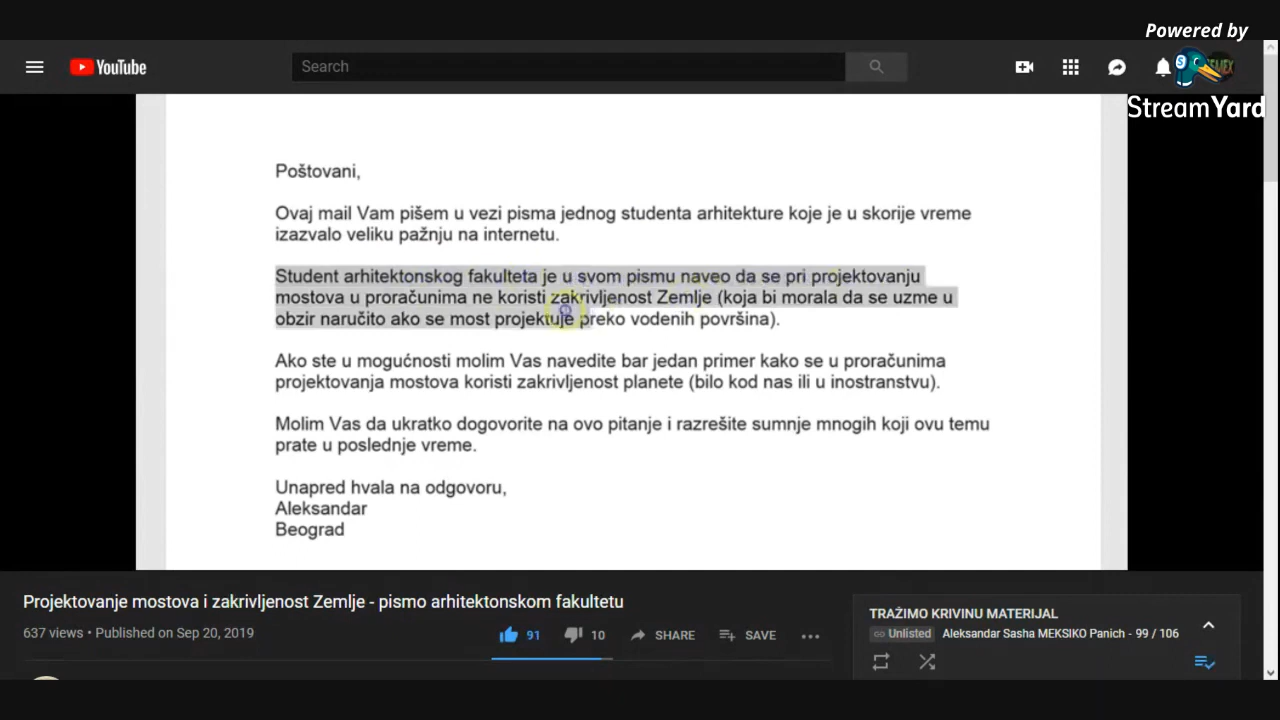 Powered by
YouTube
Search
StreamYard
Poštovani,
Ovaj mail Vam pišem u vezi pisma jednog studenta arhitekture koje je u skorije vreme
izazvalo veliku pažnju na internetu.
Student arhitektonskog fakulteta je u svom pismu naveo da se pri projektovanju
mostova u proračunima ne koristi zakrivljenost Zemlje (koja bi morala da se uzme u
obzir naručito ako se most projektuje preko vodenih površina).
Ako ste u mogućnosti molim Vas navedite bar jedan primer kako se u proračunima
projektovanja mostova koristi zakrivljenost planete (bilo kod nas ili u inostranstvu).
Molim Vas da ukratko dogovorite na ovo pitanje i razrešite sumnje mnogih koji ovu temu
prate u poslednje vreme.
Unapred hvala na odgovoru,
Aleksandar
Beograd
Projektovanje mostova i zakrivljenost Zemlje - pismo arhitektonskom fakultetu
637 views • Published on Sep 20, 2019
91
10
SHARE
SAVE
TRAŽIMO KRIVINU MATERIJAL
Unlisted Aleksandar Sasha MEKSIKO Panich - 99 / 106